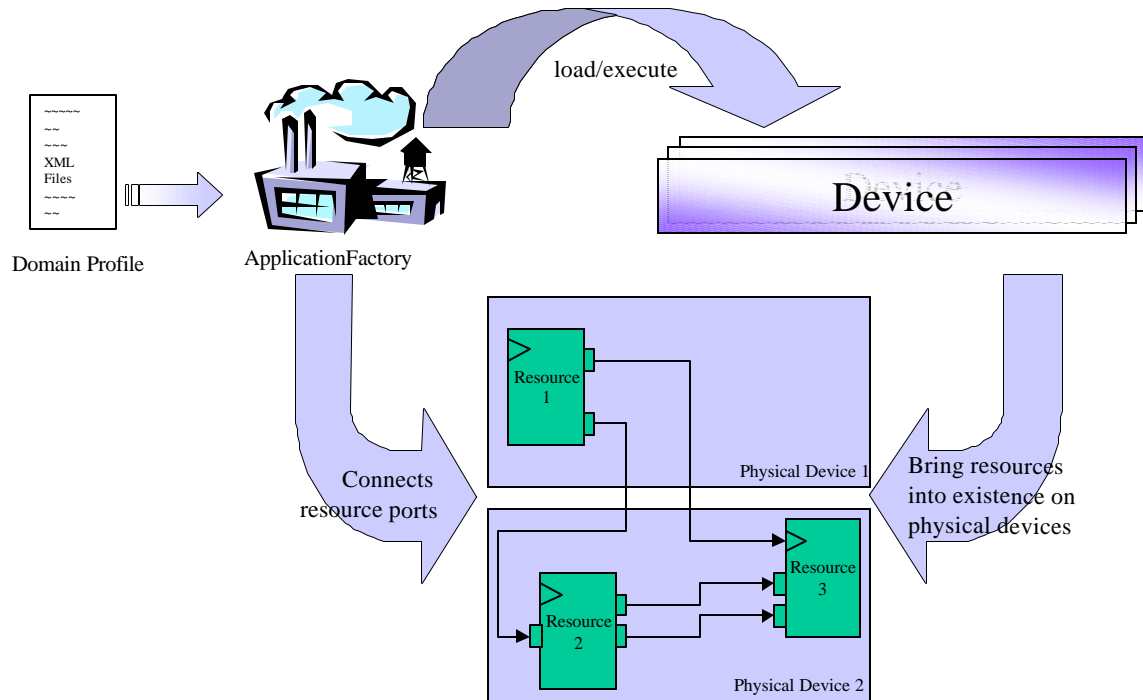 load/execute
~~~~~
~~
~~~
XML
Files
~~~~
~~
Domain Profile
ApplicationFactory
Device
Device
Resource
1
Physical Device 1
Connects
resource ports
Bring resources
into existence on
physical devices
Resource
3
Resource
2
Physical Device 2